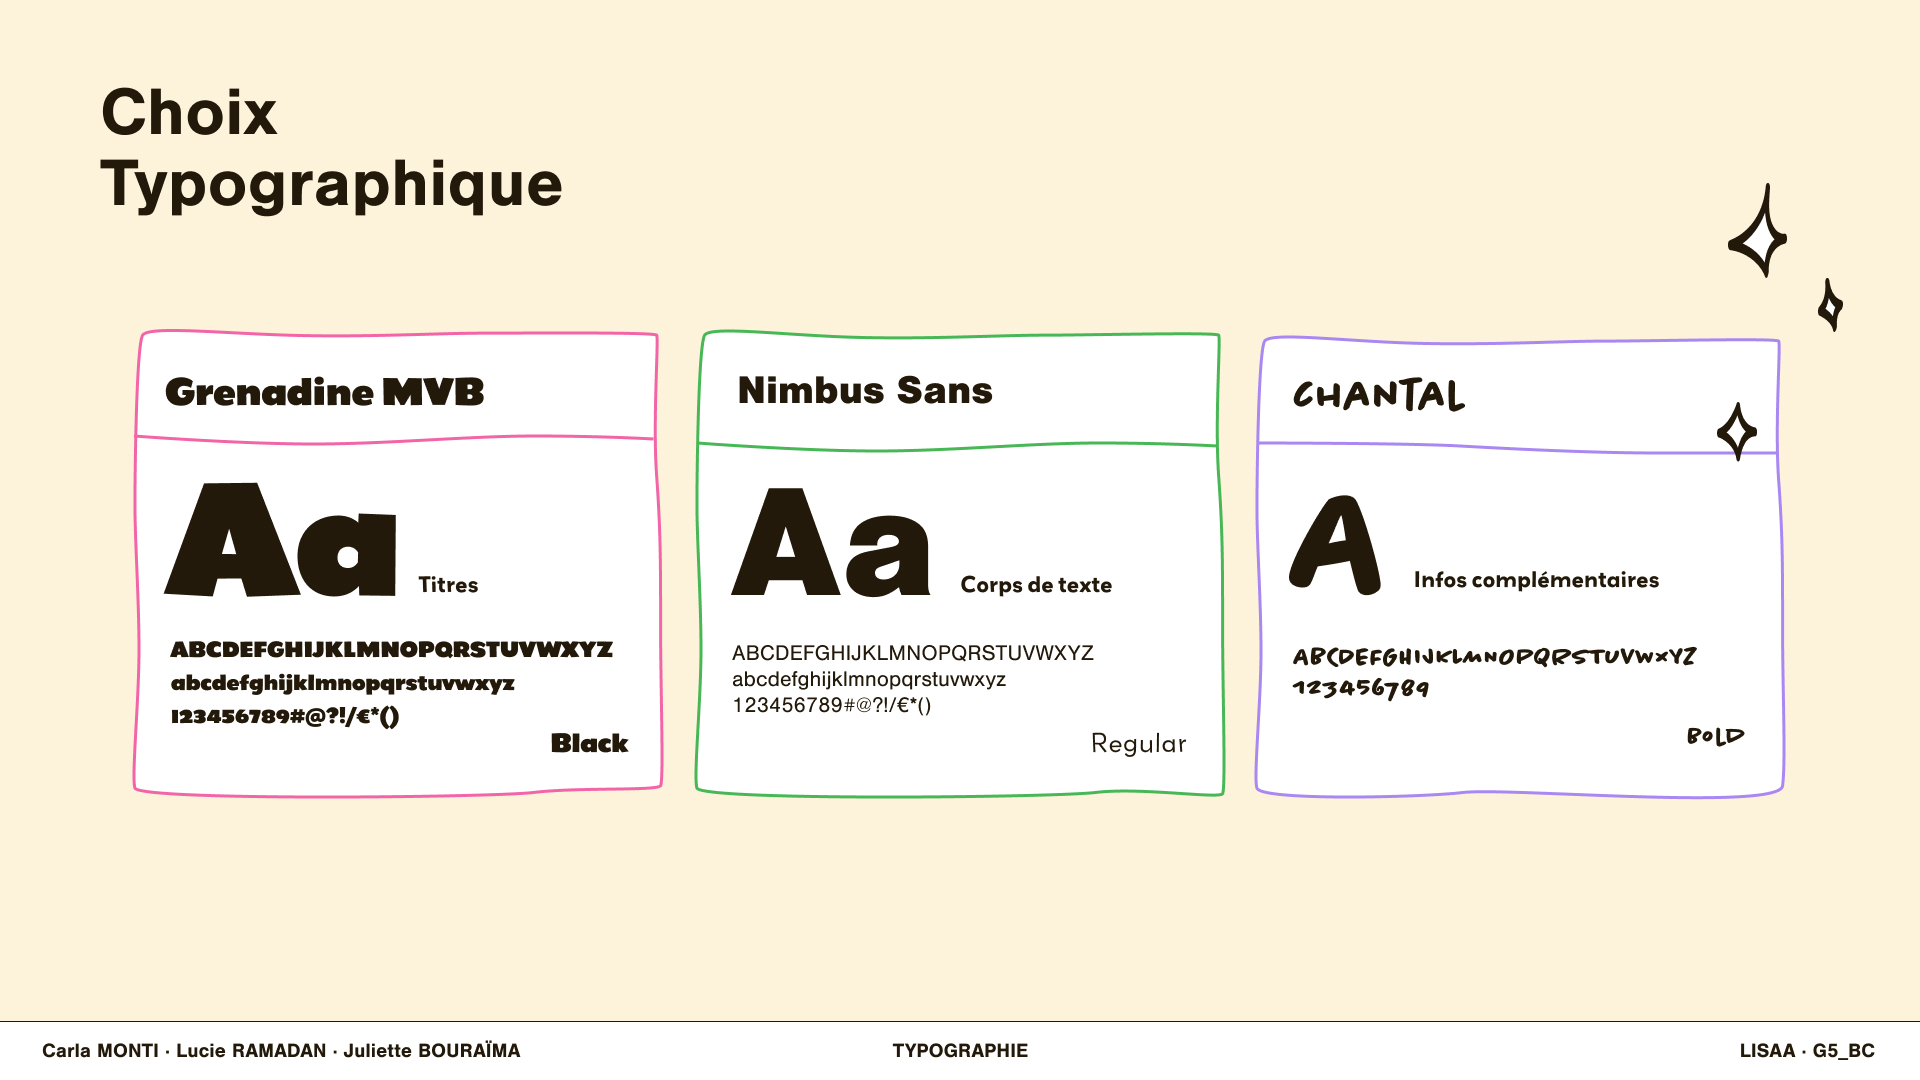 Choix
Typographique
Grenadine MVB
Aa
Titres
ABCDEFGHIJKLMNOPQRSTUVWXYZ
abcdefghijklmnopqrstuvwxyz
123456789#@?!/€*()
Black
Nimbus Sans
Aa
Corps de texte
ABCDEFGHIJKLMNOPQRSTUVWXYZ
abcdefghijklmnopqrstuvwxyz
123456789#@?!/€*()
Regular
CHANTAL
A
Infos complémentaires
ABCDEFGHIJKLMNOPQRSTUVWXYZ
123456789
BOLD
Carla MONTI · Lucie RAMADAN · Juliette BOURAÏMA
TYPOGRAPHIE
LISAA · G5_BC